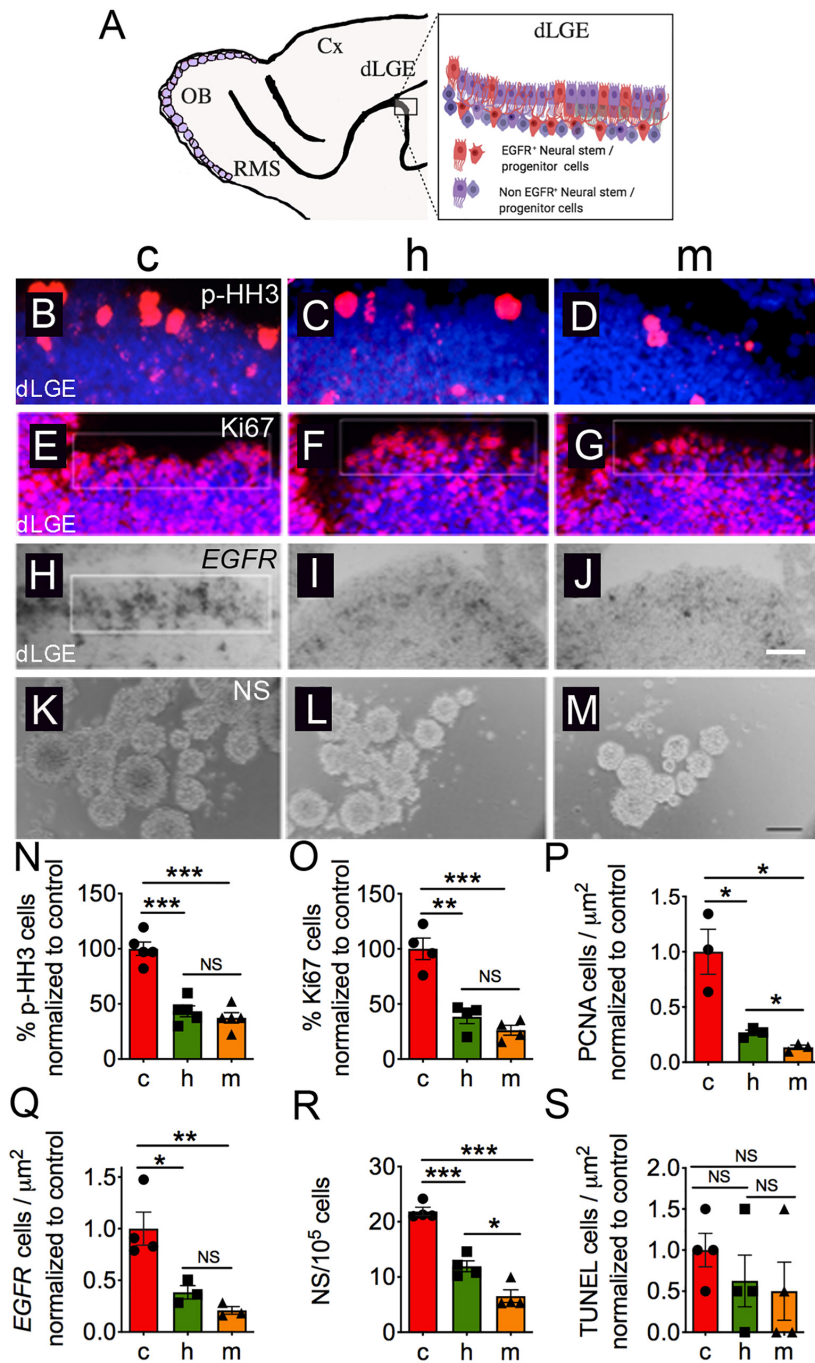 A
Cx
dLGE
OB
RMS
dLGE
EGFR⁺ Neural stem /
progenitor cells
Non EGFR⁺ Neural stem /
progenitor cells
c h m
B p-HH3 dLGE
C
D
E Ki67 dLGE
F
G
H EGFR dLGE
I
J
K NS
L
M
N
% p-HH3 cells
normalized to control
150
100
50
0
***
***
NS
c h m
O
% Ki67 cells
normalized to control
150
100
50
0
***
**
NS
c h m
P
PCNA cells / μm²
normalized to control
1.5
1.0
0.5
0.0
*
*
*
c h m
Q
EGFR cells / μm²
normalized to control
1.5
1.0
0.5
0.0
**
*
NS
c h m
R
NS/10⁵ cells
30
20
10
0
***
***
*
c h m
S
TUNEL cells / μm²
normalized to control
2.0
1.5
1.0
0.5
0.0
NS
NS
NS
c h m